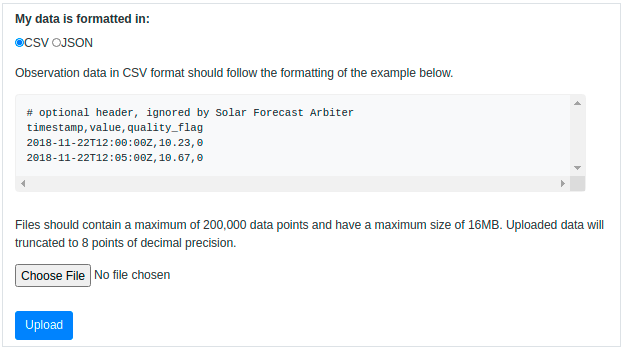 My data is formatted in:
CSV JSON
Observation data in CSV format should follow the formatting of the example below.
# optional header, ignored by Solar Forecast Arbiter
timestamp,value,quality_flag
2018-11-22T12:00:00Z,10.23,0
2018-11-22T12:05:00Z,10.67,0
Files should contain a maximum of 200,000 data points and have a maximum size of 16MB. Uploaded data will
truncated to 8 points of decimal precision.
Choose File No file chosen
Upload